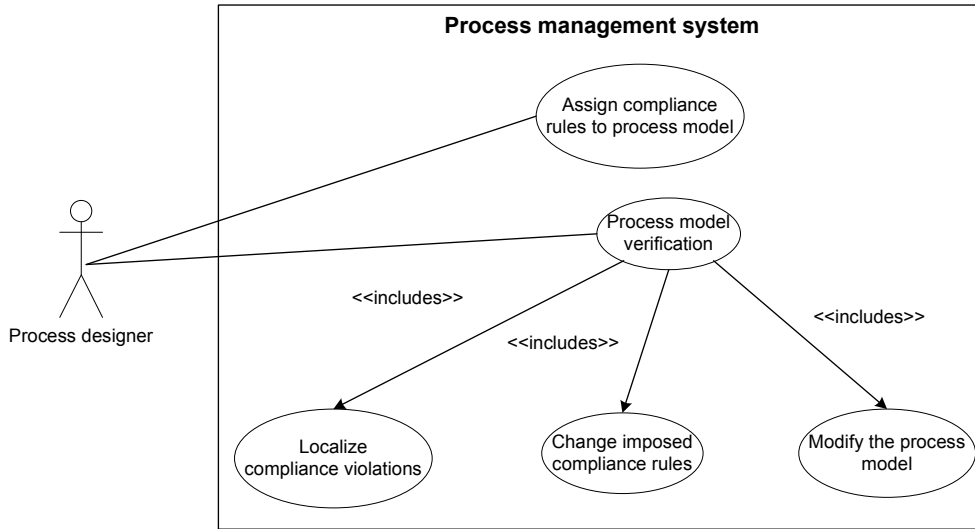 Process management system
Assign compliance
rules to process model
Process model
verification
<<includes>>
<<includes>>
<<includes>>
Process designer
Localize
compliance violations
Change imposed
compliance rules
Modify the process
model